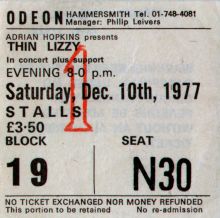 ODEON HAMMERSMITH Tel. 01-748-4081
Manager: Philip Leivers
ADRIAN HOPKINS presents
THIN LIZZY
In concert plus support
EVENING 8-0 p.m.
Saturday, Dec. 10th, 1977
STALLS
£3·50
1
BLOCK SEAT
19 N30
NO TICKET EXCHANGED NOR MONEY REFUNDED
This portion to be retained No re-admission